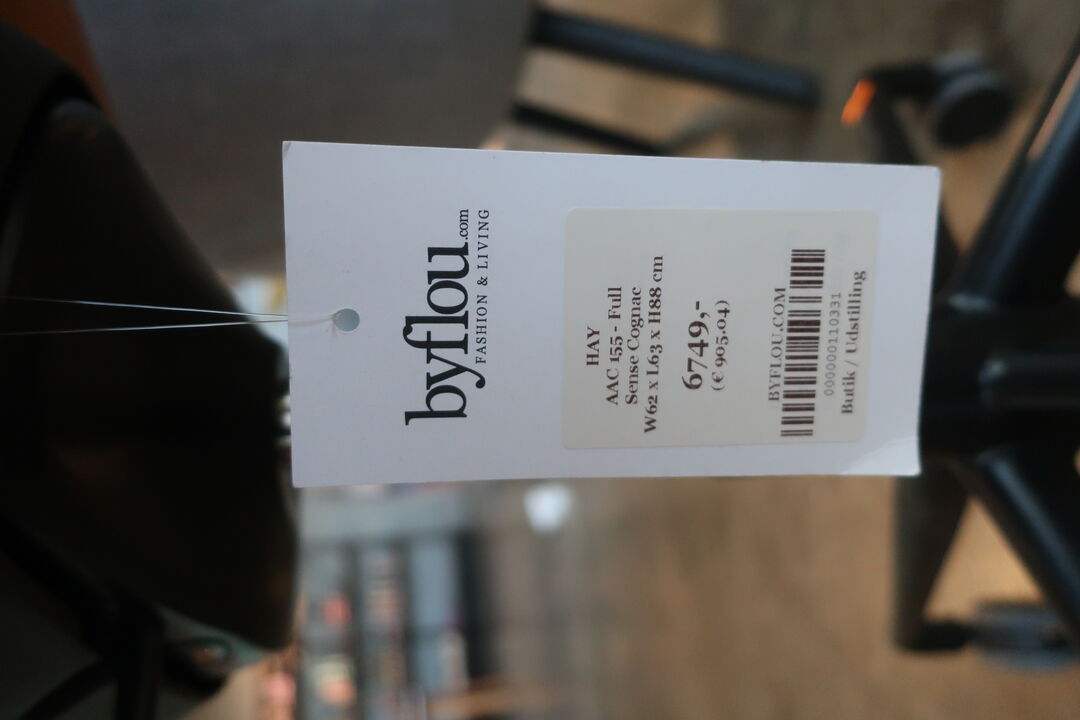 byflou.com
FASHION & LIVING
HAY
AAC 155 - Full
Sense Cognac
W62 x L63 x H88 cm
6749,-
(€ 905.04)
BYFLOU.COM
0000000110331
Butik / Udstilling